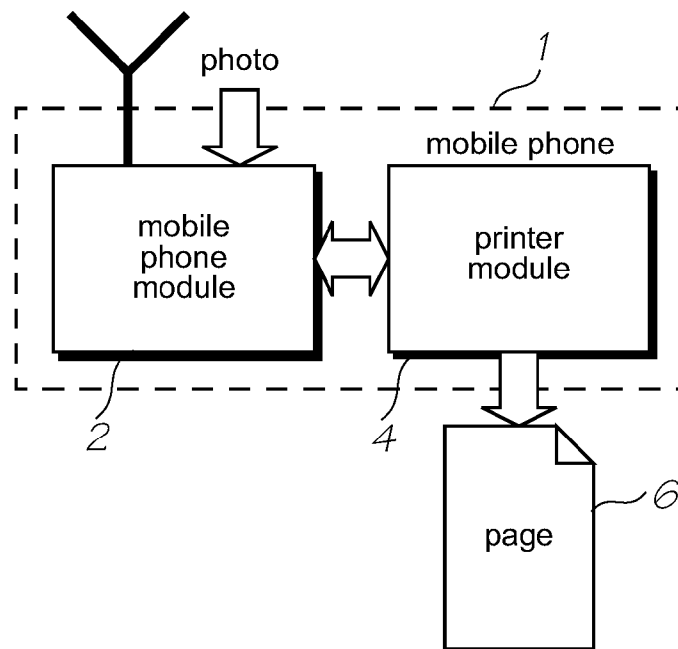 1
photo
mobile phone
mobile
phone
module
printer
module
2
4
6
page